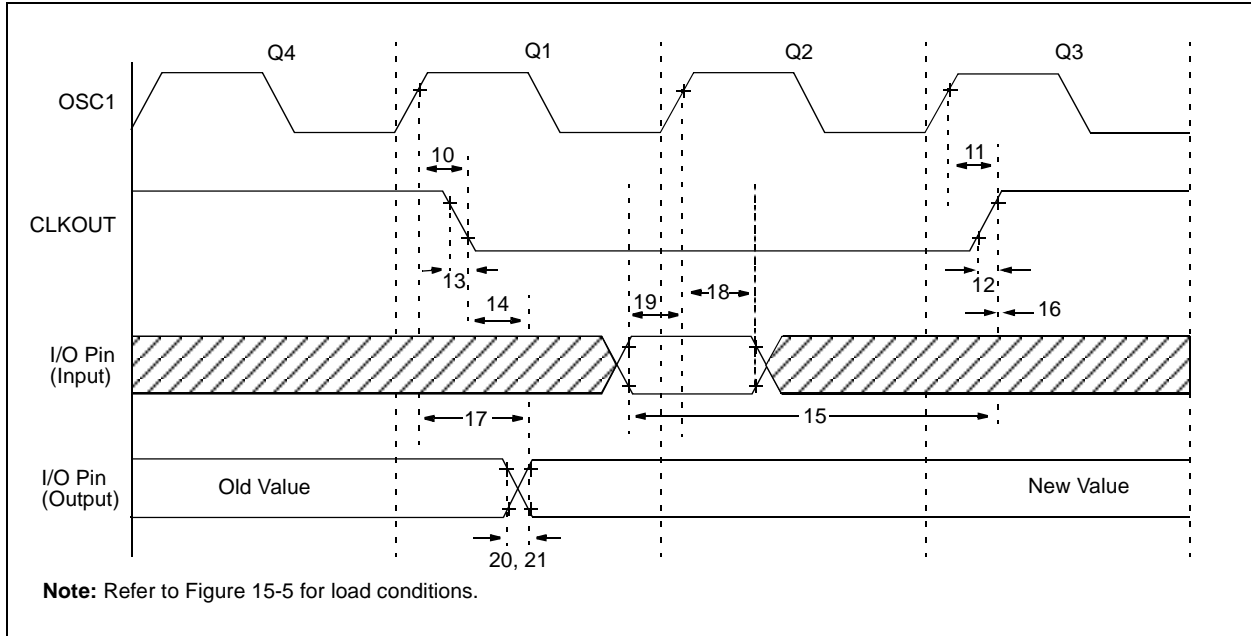 Q4 Q1 Q2 Q3
OSC1
10 11
CLKOUT
13 12
14 19 18 16
I/O Pin
(Input)
17 15
I/O Pin
(Output)
Old Value New Value
20, 21
Note: Refer to Figure 15-5 for load conditions.